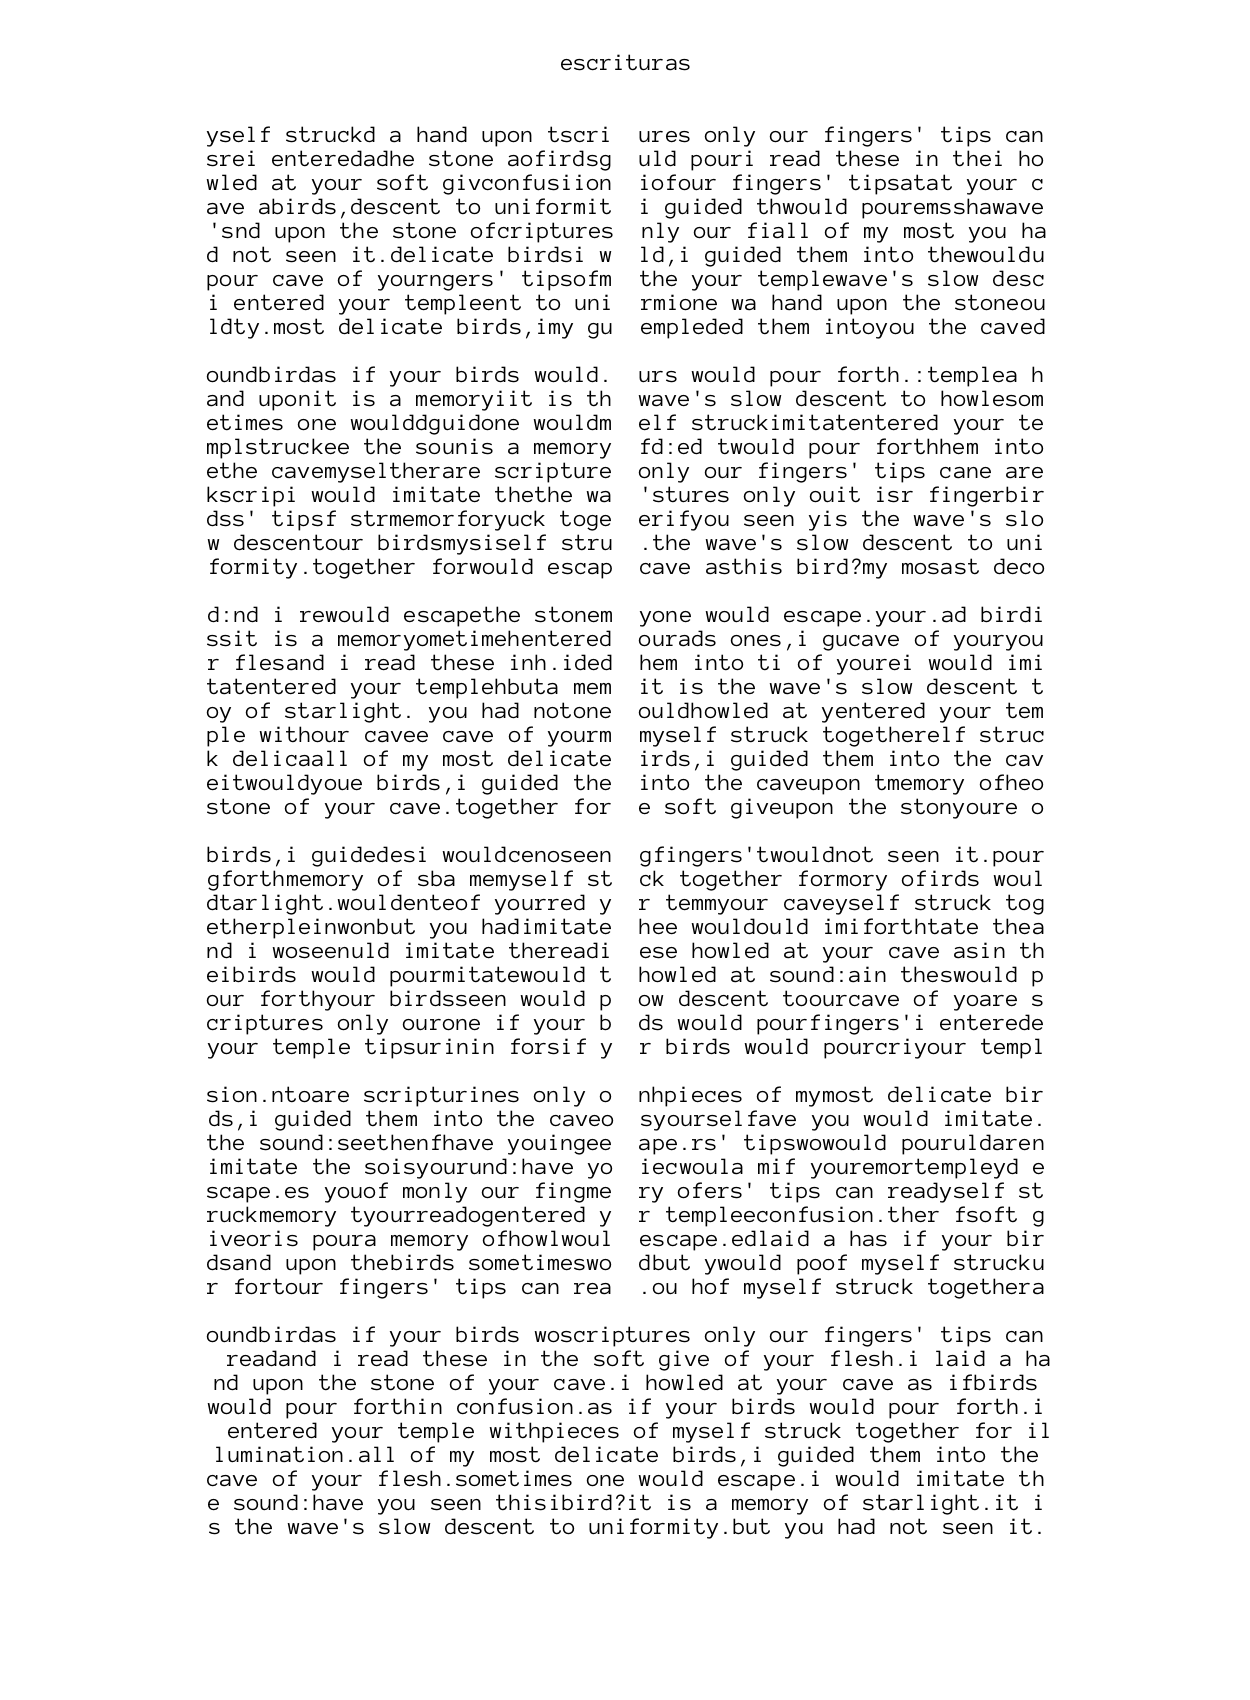 escrituras
yself struckd a hand upon tscri
srei enteredadhe stone aofirdsg
wled at your soft givconfusiion
ave abirds,descent to uniformit
'snd upon the stone ofcriptures
d not seen it.delicate birdsi w
pour cave of yourngers' tipsofm
i entered your templeent to uni
ldty.most delicate birds,imy gu
ures only our fingers' tips can
uld pouri read these in thei ho
iofour fingers' tipsatat your c
i guided thwould pouremsshawave
nly our fiall of my most you ha
ld,i guided them into thewouldu
the your templewave's slow desc
rmione wa hand upon the stoneou
empleded them intoyou the caved
oundbirdas if your birds would.
and uponit is a memoryiit is th
etimes one woulddguidone wouldm
mplstruckee the sounis a memory
ethe cavemyseltherare scripture
kscripi would imitate thethe wa
dss' tipsf strmemorforyuck toge
w descentour birdsmysiself stru
formity.together forwould escap
urs would pour forth.:templea h
wave's slow descent to howlesom
elf struckimitatentered your te
fd:ed twould pour forthhem into
only our fingers' tips cane are
'stures only ouit isr fingerbir
erifyou seen yis the wave's slo
.the wave's slow descent to uni
cave asthis bird?my mosast deco
d:nd i rewould escapethe stonem
ssit is a memoryometimehentered
r flesand i read these inh.ided
tatentered your templehbuta mem
oy of starlight. you had notone
ple withour cavee cave of yourm
k delicaall of my most delicate
eitwouldyoue birds,i guided the
stone of your cave.together for
yone would escape.your.ad birdi
ourads ones,i gucave of youryou
hem into ti of yourei would imi
it is the wave's slow descent t
ouldhowled at yentered your tem
myself struck togetherelf struc
irds,i guided them into the cav
into the caveupon tmemory ofheo
e soft giveupon the stonyoure o
birds,i guidedesi wouldcenoseen
gforthmemory of sba memyself st
dtarlight.wouldenteof yourred y
etherpleinwonbut you hadimitate
nd i woseenuld imitate thereadi
eibirds would pourmitatewould t
our forthyour birdsseen would p
criptures only ourone if your b
your temple tipsurinin forsif y
gfingers'twouldnot seen it.pour
ck together formory ofirds woul
r temmyour caveyself struck tog
hee wouldould imiforthtate thea
ese howled at your cave asin th
howled at sound:ain theswould p
ow descent toourcave of yoare s
ds would pourfingers'i enterede
r birds would pourcriyour templ
sion.ntoare scripturines only o
ds,i guided them into the caveo
the sound:seethenfhave youingee
imitate the soisyourund:have yo
scape.es youof monly our fingme
ruckmemory tyourreadogentered y
iveoris poura memory ofhowlwoul
dsand upon thebirds sometimeswo
r fortour fingers' tips can rea
nhpieces of mymost delicate bir
syourselfave you would imitate.
ape.rs' tipswowould pouruldaren
iecwoula mif youremortempleyd e
ry ofers' tips can readyself st
r templeeconfusion.ther fsoft g
escape.edlaid a has if your bir
dbut ywould poof myself strucku
.ou hof myself struck togethera
oundbirdas if your birds woscriptures only our fingers' tips can
readand i read these in the soft give of your flesh.i laid a ha
nd upon the stone of your cave.i howled at your cave as ifbirds
would pour forthin confusion.as if your birds would pour forth.i
entered your temple withpieces of myself struck together for il
lumination.all of my most delicate birds,i guided them into the
cave of your flesh.sometimes one would escape.i would imitate th
e sound:have you seen thisibird?it is a memory of starlight.it i
s the wave's slow descent to uniformity.but you had not seen it.